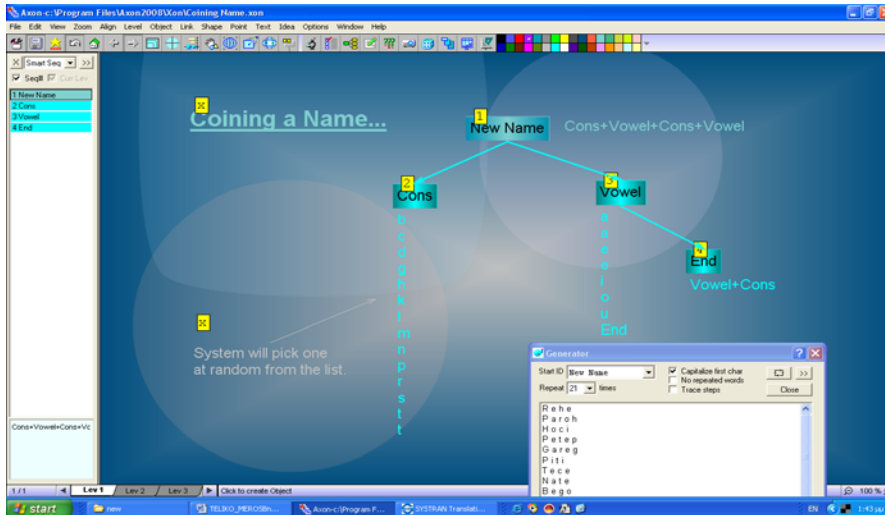 Axon-c:\Program Files\Axon2008\Xon\Coining Name.xon
File Edit View Zoom Align Level Object Link Shape Point Text Idea Options Window Help
Smart Seq >>
SeqId Cur Lev
1 New Name
2 Cons
3 Vowel
4 End
x
Coining a Name...
1
New Name
Cons+Vowel+Cons+Vowel
2
Cons
3
Vowel
b
c
d
g
h
k
l
m
n
p
r
s
t
t
a
a
e
e
i
o
u
End
4
End
Vowel+Cons
x
System will pick one
at random from the list.
Generator
Start ID New Name
Repeat 21 times
Capitalize first char
No repeated words
Trace steps
>>
Close
Rehe
Paroh
Hoci
Petep
Gareg
Piti
Tece
Nate
Bego
Cons+Vowel+Cons+Vc
1 / 1 Lev 1 Lev 2 Lev 3 Click to create Object 100 %
start new TELIKO_MEROSBn... Axon-c:\Program F... SYSTRAN Translati... EN 1:43 μμ